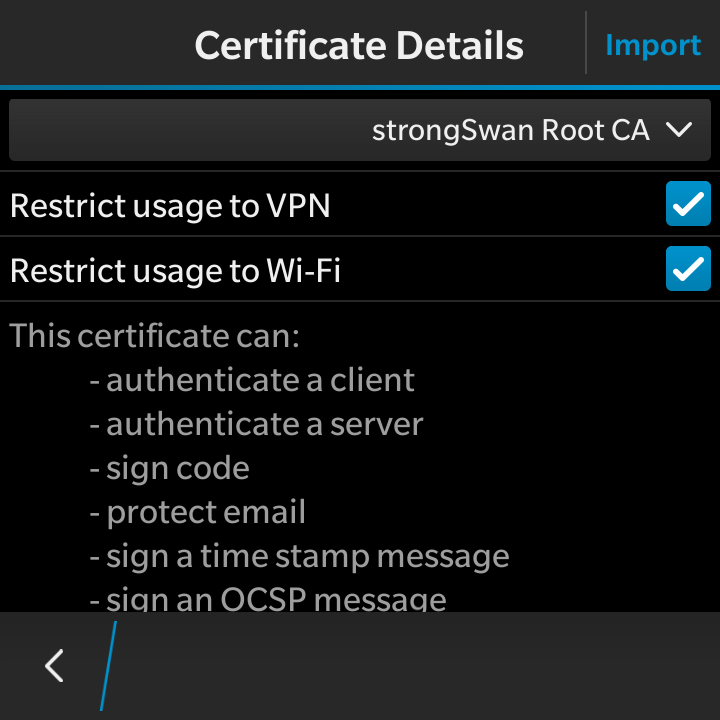 Certificate Details
Import
strongSwan Root CA
Restrict usage to VPN
Restrict usage to Wi-Fi
This certificate can:
- authenticate a client
- authenticate a server
- sign code
- protect email
- sign a time stamp message
- sign an OCSP message